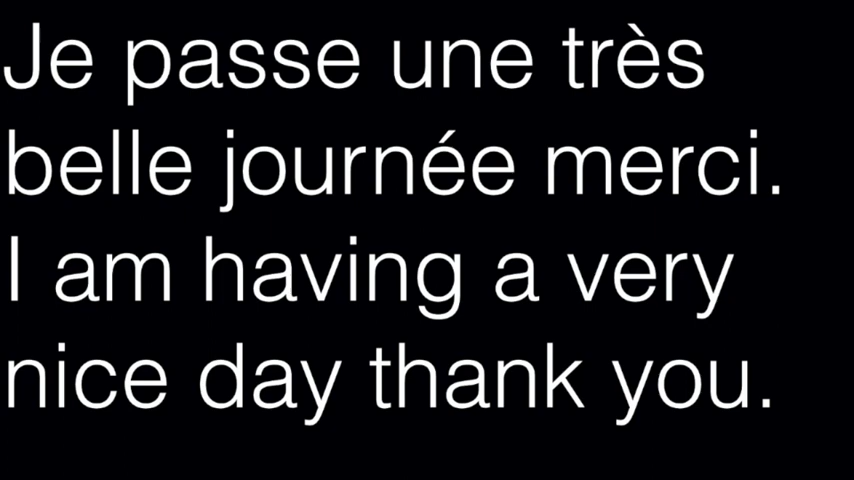 Je passe une très
belle journée merci.
I am having a very
nice day thank you.